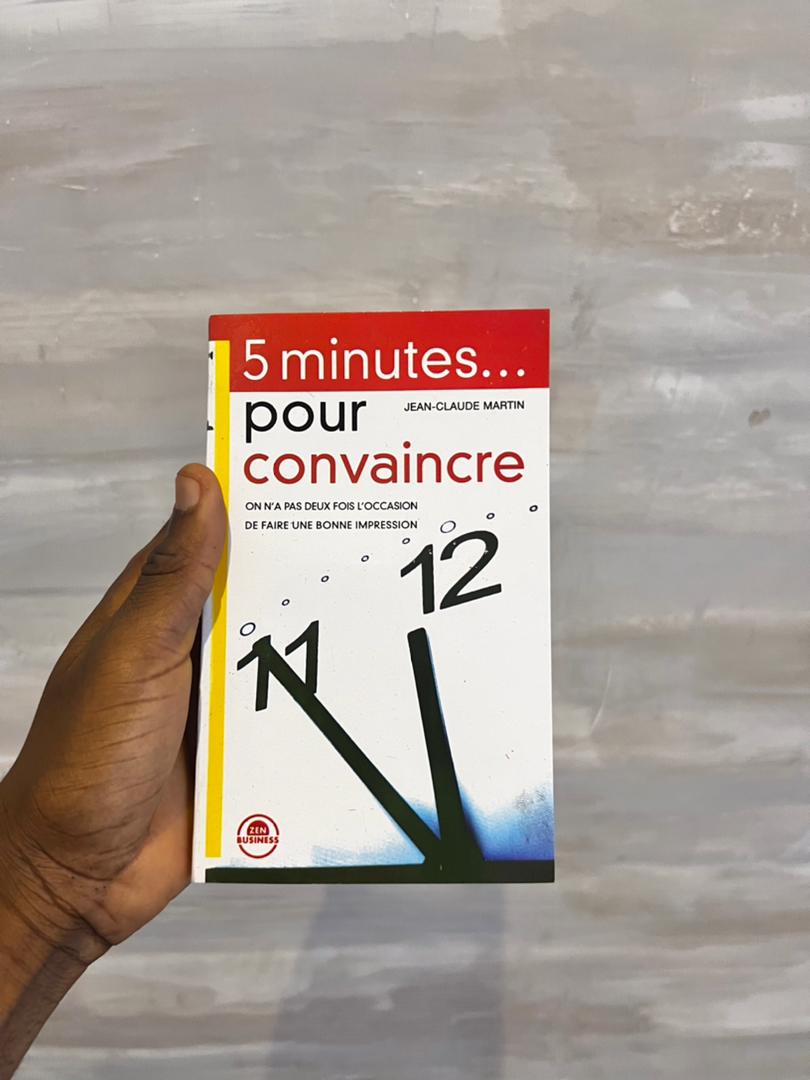 5 minutes...
pour
JEAN-CLAUDE MARTIN
convaincre
ON N'A PAS DEUX FOIS L'OCCASION
DE FAIRE UNE BONNE IMPRESSION
12
11
ZEN
BUSINESS